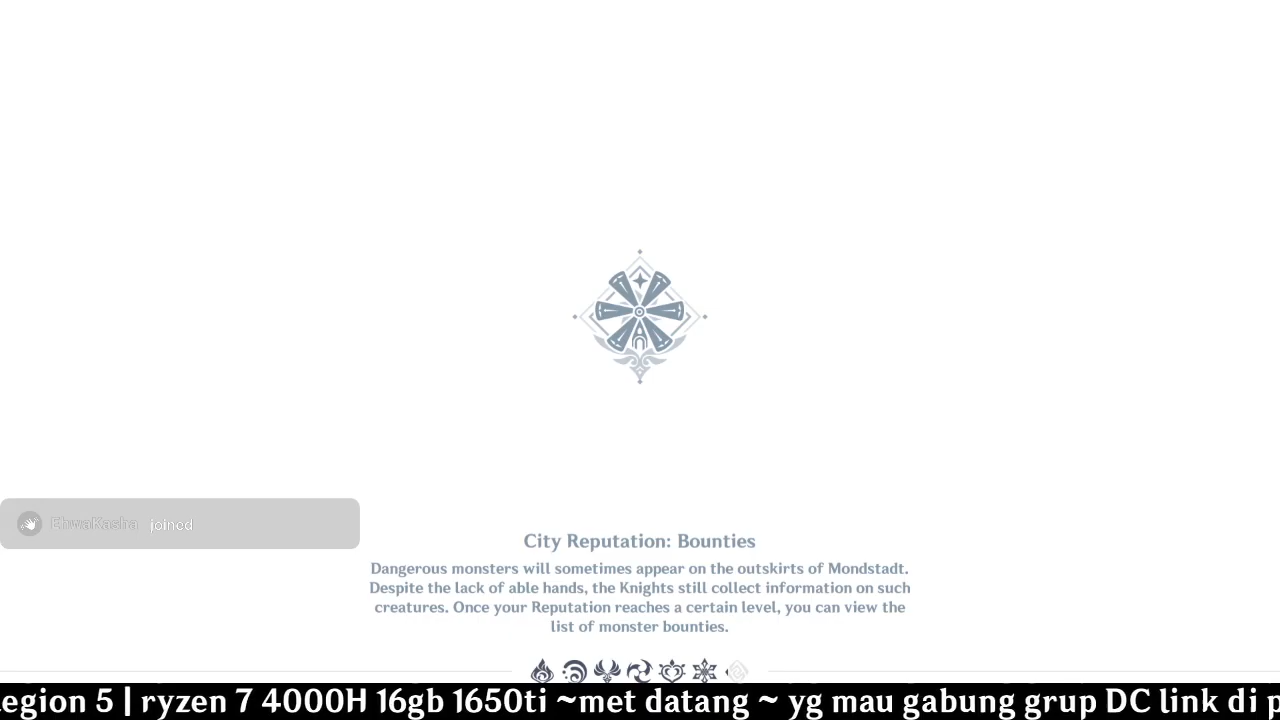 EhwaKasha joined
City Reputation: Bounties
Dangerous monsters will sometimes appear on the outskirts of Mondstadt.
Despite the lack of able hands, the Knights still collect information on such
creatures. Once your Reputation reaches a certain level, you can view the
list of monster bounties.
egion 5 | ryzen 7 4000H 16gb 1650ti ~met datang ~ yg mau gabung grup DC link di p